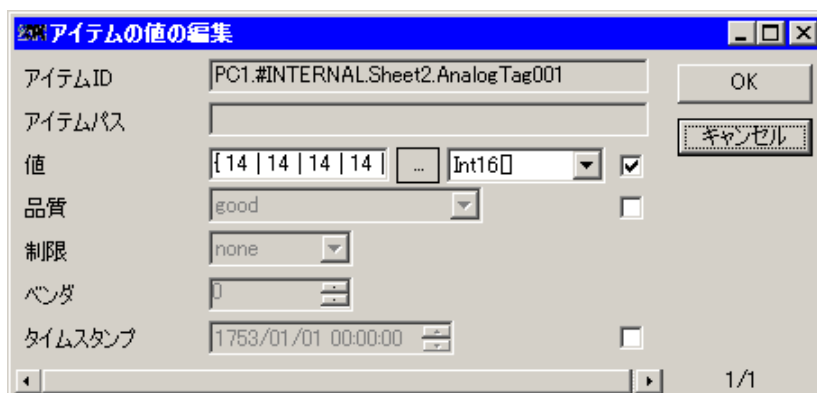 アイテムの値の編集
アイテムID PC1.#INTERNAL.Sheet2.AnalogTag001 OK
アイテムパス キャンセル
値 {14 | 14 | 14 | 14 | ... Int16[]
品質 good
制限 none
ベンダ 0
タイムスタンプ 1753/01/01 00:00:00
1/1